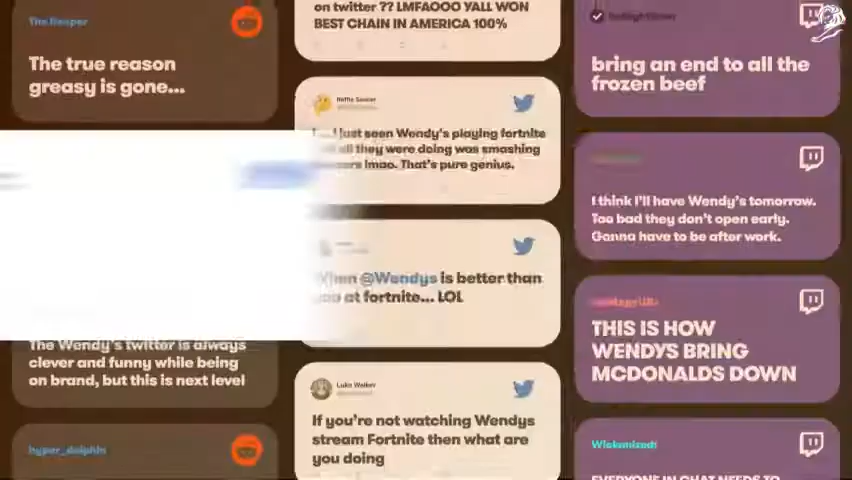 The Reaper
The true reason
greasy is gone...
The Wendy's twitter is always
clever and funny while being
on brand, but this is next level
hyper_dolphin
on twitter ?? LMFAOOO YALL WON
BEST CHAIN IN AMERICA 100%
just seen Wendy's playing fortnite
all they were doing was smashing
lmao. That's pure genius.
When @Wendys is better than
you at fortnite... LOL
Luke Walker
If you're not watching Wendys
stream Fortnite then what are
you doing
bring an end to all the
frozen beef
I think I'll have Wendy's tomorrow.
Too bad they don't open early.
Gonna have to be after work.
THIS IS HOW
WENDYS BRING
MCDONALDS DOWN
EVERYONE IN CHAT NEEDS TO